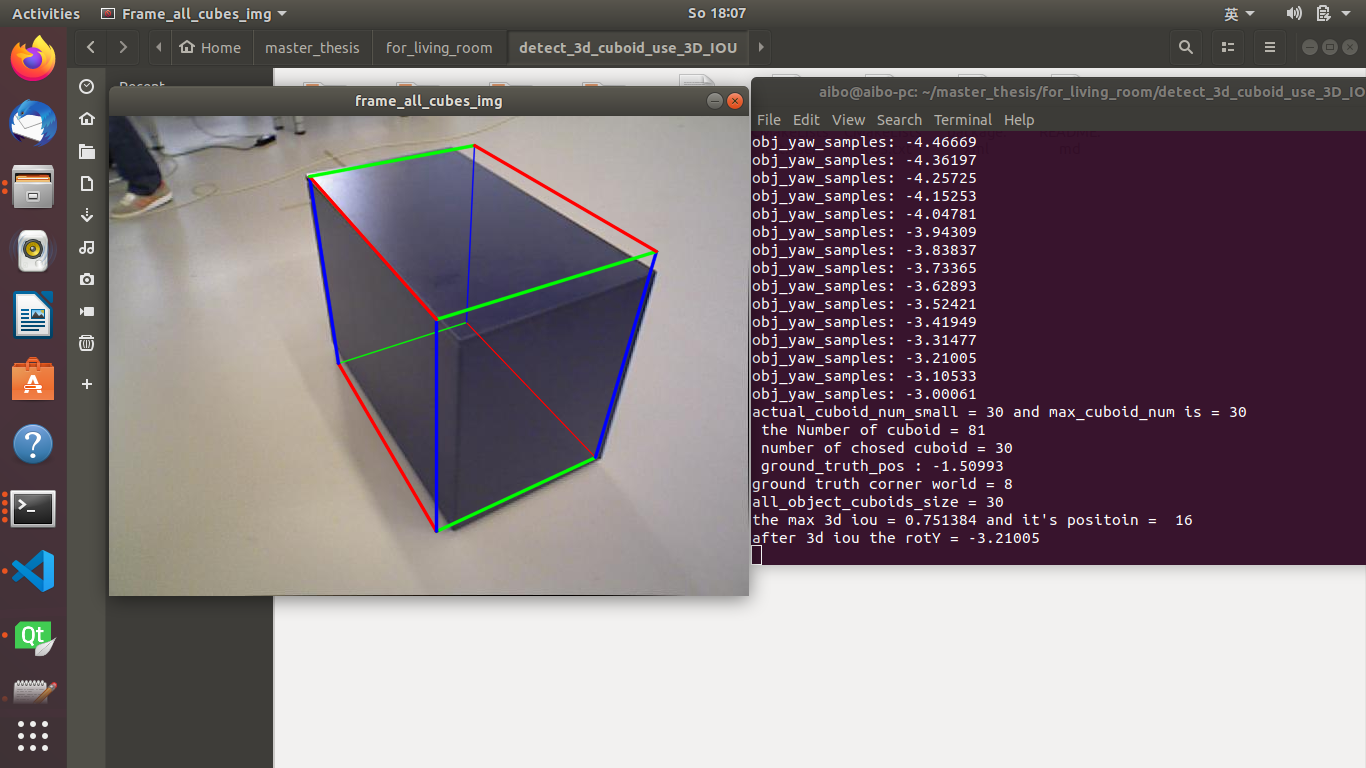 Activities
Frame_all_cubes_img
So 18:07
英
Home
master_thesis
for_living_room
detect_3d_cuboid_use_3D_IOU
Recent
frame_all_cubes_img
aibo@aibo-pc: ~/master_thesis/for_living_room/detect_3d_cuboid_use_3D_IO
File Edit View Search Terminal Help
obj_yaw_samples: -4.46669
obj_yaw_samples: -4.36197
obj_yaw_samples: -4.25725
obj_yaw_samples: -4.15253
obj_yaw_samples: -4.04781
obj_yaw_samples: -3.94309
obj_yaw_samples: -3.83837
obj_yaw_samples: -3.73365
obj_yaw_samples: -3.62893
obj_yaw_samples: -3.52421
obj_yaw_samples: -3.41949
obj_yaw_samples: -3.31477
obj_yaw_samples: -3.21005
obj_yaw_samples: -3.10533
obj_yaw_samples: -3.00061
actual_cuboid_num_small = 30 and max_cuboid_num is = 30
the Number of cuboid = 81
number of chosed cuboid = 30
ground_truth_pos : -1.50993
ground truth corner world = 8
all_object_cuboids_size = 30
the max 3d iou = 0.751384 and it's positoin =  16
after 3d iou the rotY = -3.21005
Qt